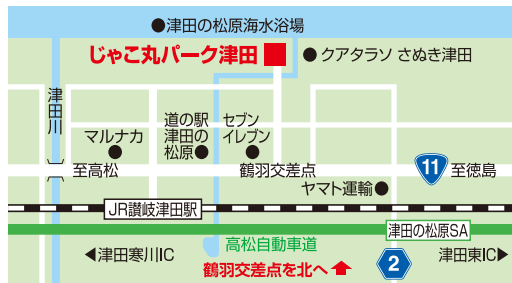 ●津田の松原海水浴場
じゃこ丸パーク津田
●クアタラソ さぬき津田
津田川
マルナカ
道の駅
津田の
松原●
セブン
イレブン
至高松
鶴羽交差点
11
至徳島
ヤマト運輸●
JR讃岐津田駅
津田の松原SA
◀津田寒川IC
高松自動車道
2
津田東IC▶
鶴羽交差点を北へ